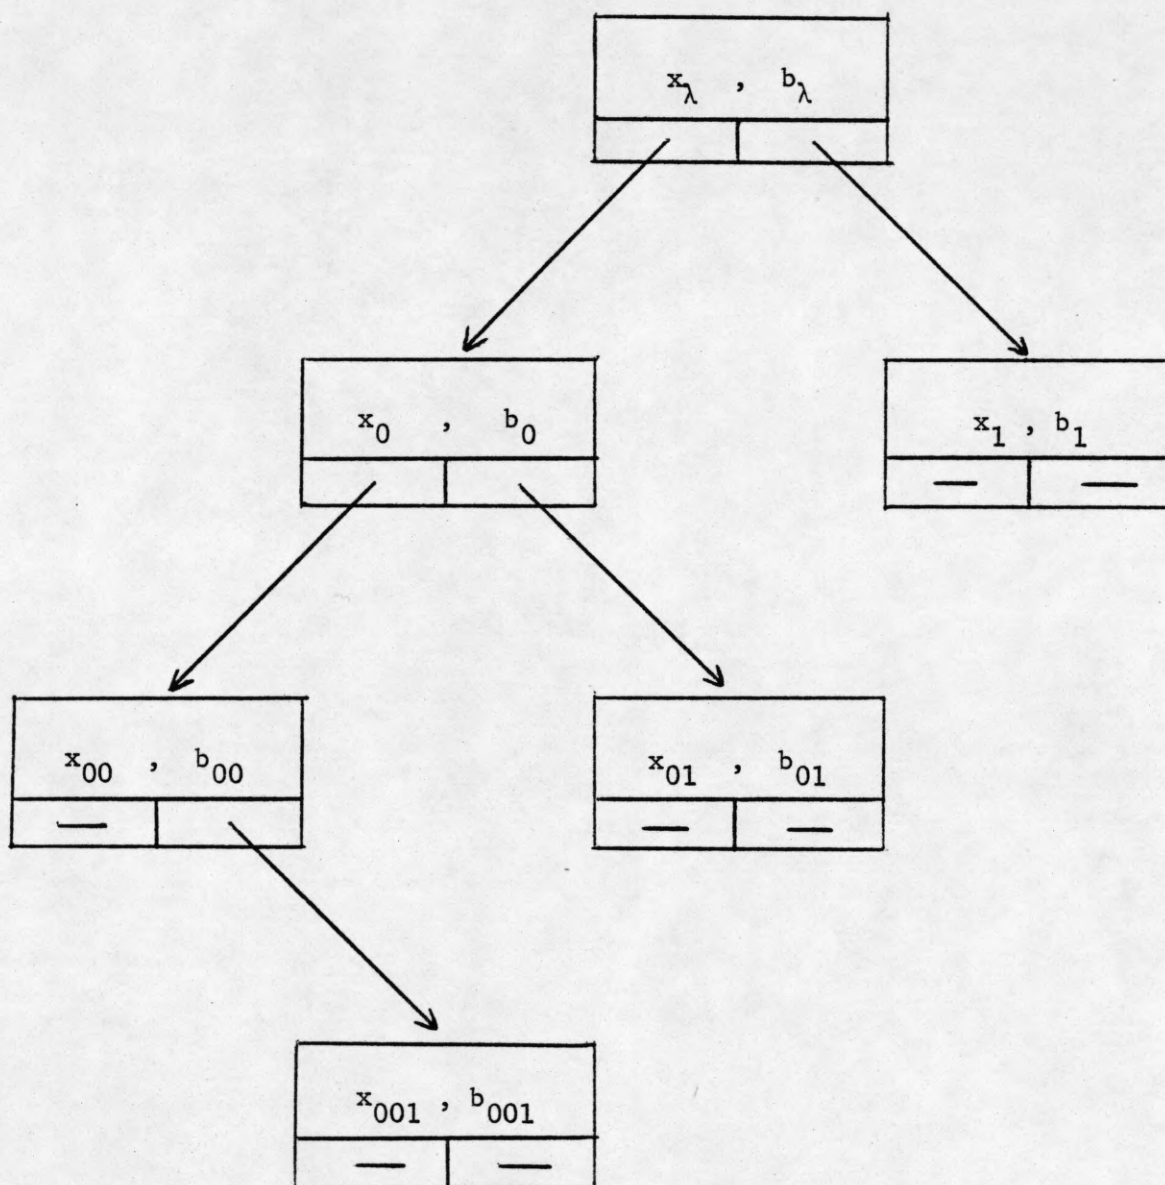 x_λ , b_λ
x_0 , b_0
x_1 , b_1
x_00 , b_00
x_01 , b_01
x_001 , b_001